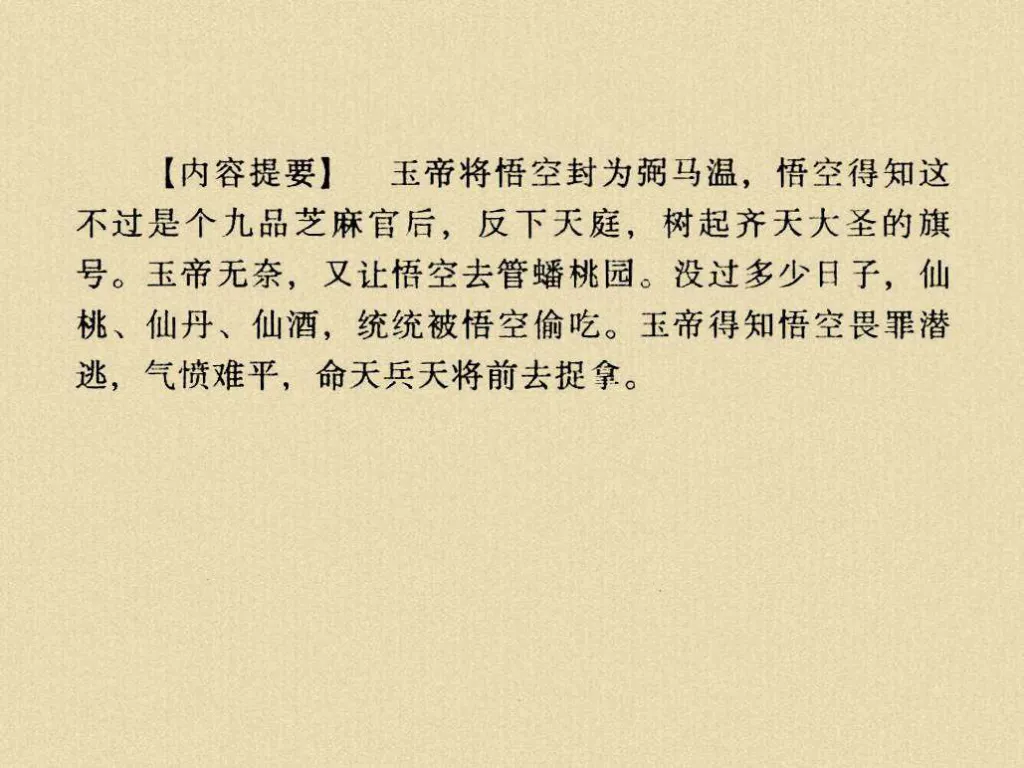 【内容提要】 玉帝将悟空封为弼马温，悟空得知这
不过是个九品芝麻官后，反下天庭，树起齐天大圣的旗
号。玉帝无奈，又让悟空去管蟠桃园。没过多少日子，仙
桃、仙丹、仙酒，统统被悟空偷吃。玉帝得知悟空畏罪潜
逃，气愤难平，命天兵天将前去捉拿。